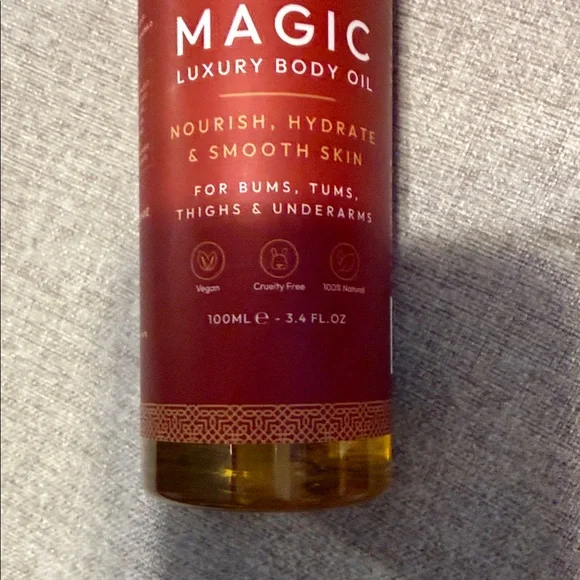 MAGIC
LUXURY BODY OIL
NOURISH, HYDRATE
& SMOOTH SKIN
FOR BUMS, TUMS,
THIGHS & UNDERARMS
Vegan
Cruelty Free
100% Natural
100ML ℮ - 3.4 FL.OZ